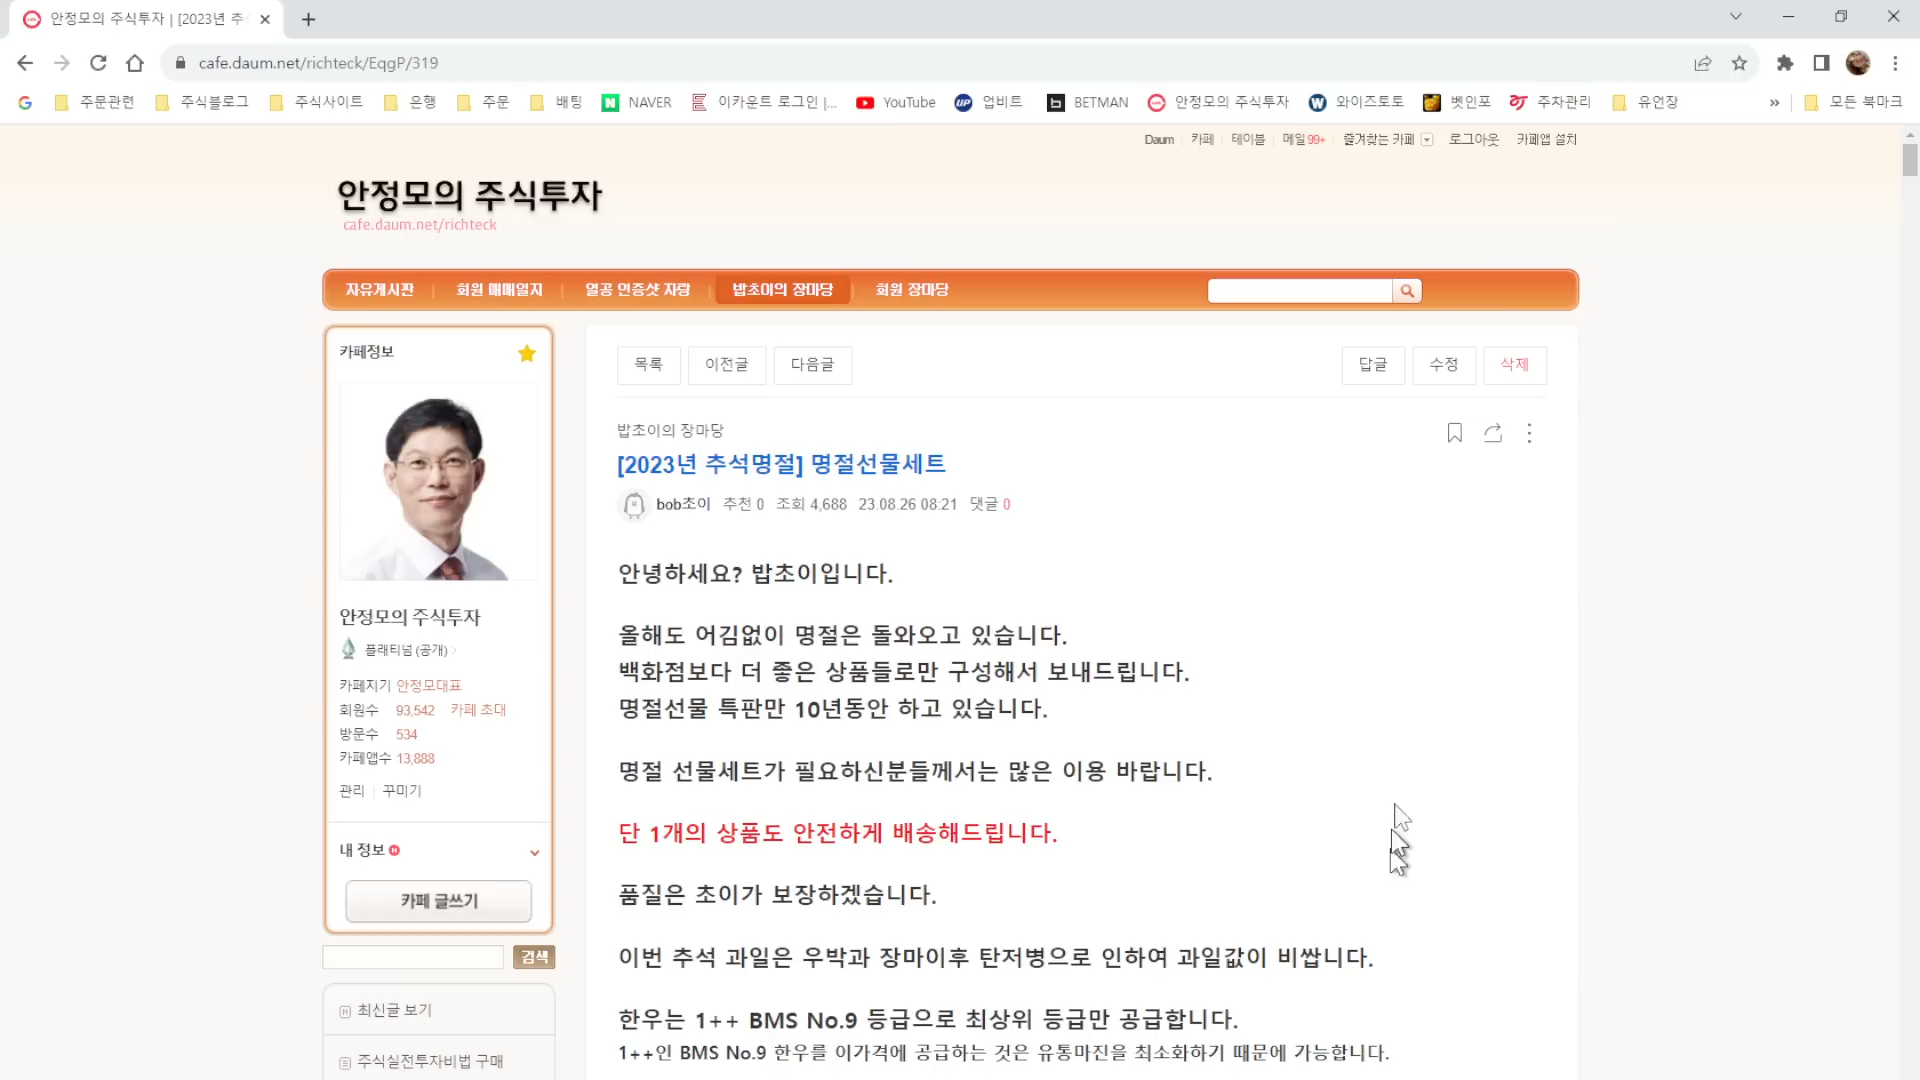 안정모의 주식투자 | [2023년 추
cafe.daum.net/richteck/EqgP/319
주문관련 주식블로그 주식사이트 은행 주문 배팅 NAVER 이카운트 로그인 |... YouTube 업비트 BETMAN 안정모의 주식투자 와이즈토토 벳인포 주차관리 유언장 » 모든 북마크
Daum 카페 테이블 메일 99+ 즐겨찾는 카페 로그아웃 카페앱 설치
안정모의 주식투자
cafe.daum.net/richteck
자유게시판 회원 매매일지 열공 인증샷 자랑 밥초이의 장마당 회원 장마당
카페정보
안정모의 주식투자
플래티넘 (공개)
카페지기 안정모대표
회원수 93,542 카페 초대
방문수 534
카페앱수 13,888
관리 꾸미기
내 정보
카페 글쓰기
검색
최신글 보기
주식실전투자비법 구매
목록 이전글 다음글 답글 수정 삭제
밥초이의 장마당
[2023년 추석명절] 명절선물세트
bob초이 추천 0 조회 4,688 23.08.26 08:21 댓글 0
안녕하세요? 밥초이입니다.
올해도 어김없이 명절은 돌와오고 있습니다.
백화점보다 더 좋은 상품들로만 구성해서 보내드립니다.
명절선물 특판만 10년동안 하고 있습니다.
명절 선물세트가 필요하신분들께서는 많은 이용 바랍니다.
단 1개의 상품도 안전하게 배송해드립니다.
품질은 초이가 보장하겠습니다.
이번 추석 과일은 우박과 장마이후 탄저병으로 인하여 과일값이 비쌉니다.
한우는 1++ BMS No.9 등급으로 최상위 등급만 공급합니다.
1++인 BMS No.9 한우를 이가격에 공급하는 것은 유통마진을 최소화하기 때문에 가능합니다.